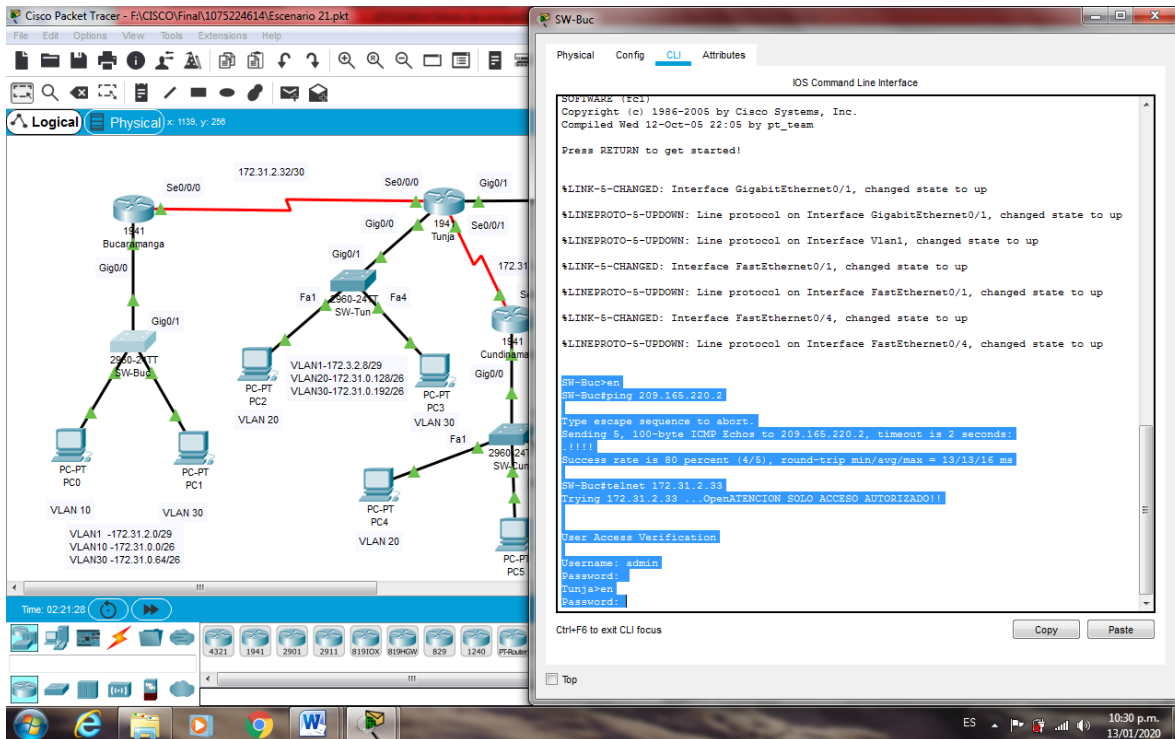 Cisco Packet Tracer - F:\CISCO\Final\1075224614\Escenario 21.pkt
File Edit Options View Tools Extensions Help
Logical Physical x: 1139, y: 256
172.31.2.32/30
Se0/0/0
Se0/0/0
Gig0/1
1941
Bucaramanga
Gig0/0
1941
Tunja
Se0/0/1
Gig0/0
Gig0/1
172.31
Fa1
2960-24TT
SW-Tun
Fa4
Gig0/1
2960-24TT
SW-Buc
1941
Cundinama
Gig0/0
VLAN1-172.3.2.8/29
VLAN20-172.31.0.128/26
VLAN30-172.31.0.192/26
PC-PT
PC2
VLAN 20
PC-PT
PC3
VLAN 30
Fa1
2960-24T
SW-Cun
PC-PT
PC0
PC-PT
PC1
VLAN 10
VLAN 30
VLAN1 -172.31.2.0/29
VLAN10 -172.31.0.0/26
VLAN30 -172.31.0.64/26
PC-PT
PC4
VLAN 20
PC-PT
PC5
Time: 02:21:28
4321 1941 2901 2911 819IOX 819HGW 829 1240 PT-Router
SW-Buc
Physical Config CLI Attributes
IOS Command Line Interface
SOFTWARE (fc1)
Copyright (c) 1986-2005 by Cisco Systems, Inc.
Compiled Wed 12-Oct-05 22:05 by pt_team
Press RETURN to get started!
%LINK-5-CHANGED: Interface GigabitEthernet0/1, changed state to up
%LINEPROTO-5-UPDOWN: Line protocol on Interface GigabitEthernet0/1, changed state to up
%LINEPROTO-5-UPDOWN: Line protocol on Interface Vlan1, changed state to up
%LINK-5-CHANGED: Interface FastEthernet0/1, changed state to up
%LINEPROTO-5-UPDOWN: Line protocol on Interface FastEthernet0/1, changed state to up
%LINK-5-CHANGED: Interface FastEthernet0/4, changed state to up
%LINEPROTO-5-UPDOWN: Line protocol on Interface FastEthernet0/4, changed state to up
SW-Buc>en
SW-Buc#ping 209.165.220.2
Type escape sequence to abort.
Sending 5, 100-byte ICMP Echos to 209.165.220.2, timeout is 2 seconds:
.!!!!
Success rate is 80 percent (4/5), round-trip min/avg/max = 13/13/16 ms
SW-Buc#telnet 172.31.2.33
Trying 172.31.2.33 ...OpenATENCION SOLO ACCESO AUTORIZADO!!
User Access Verification
Username: admin
Password:
Tunja>en
Password:
Ctrl+F6 to exit CLI focus
Copy Paste
Top
ES
10:30 p.m.
13/01/2020